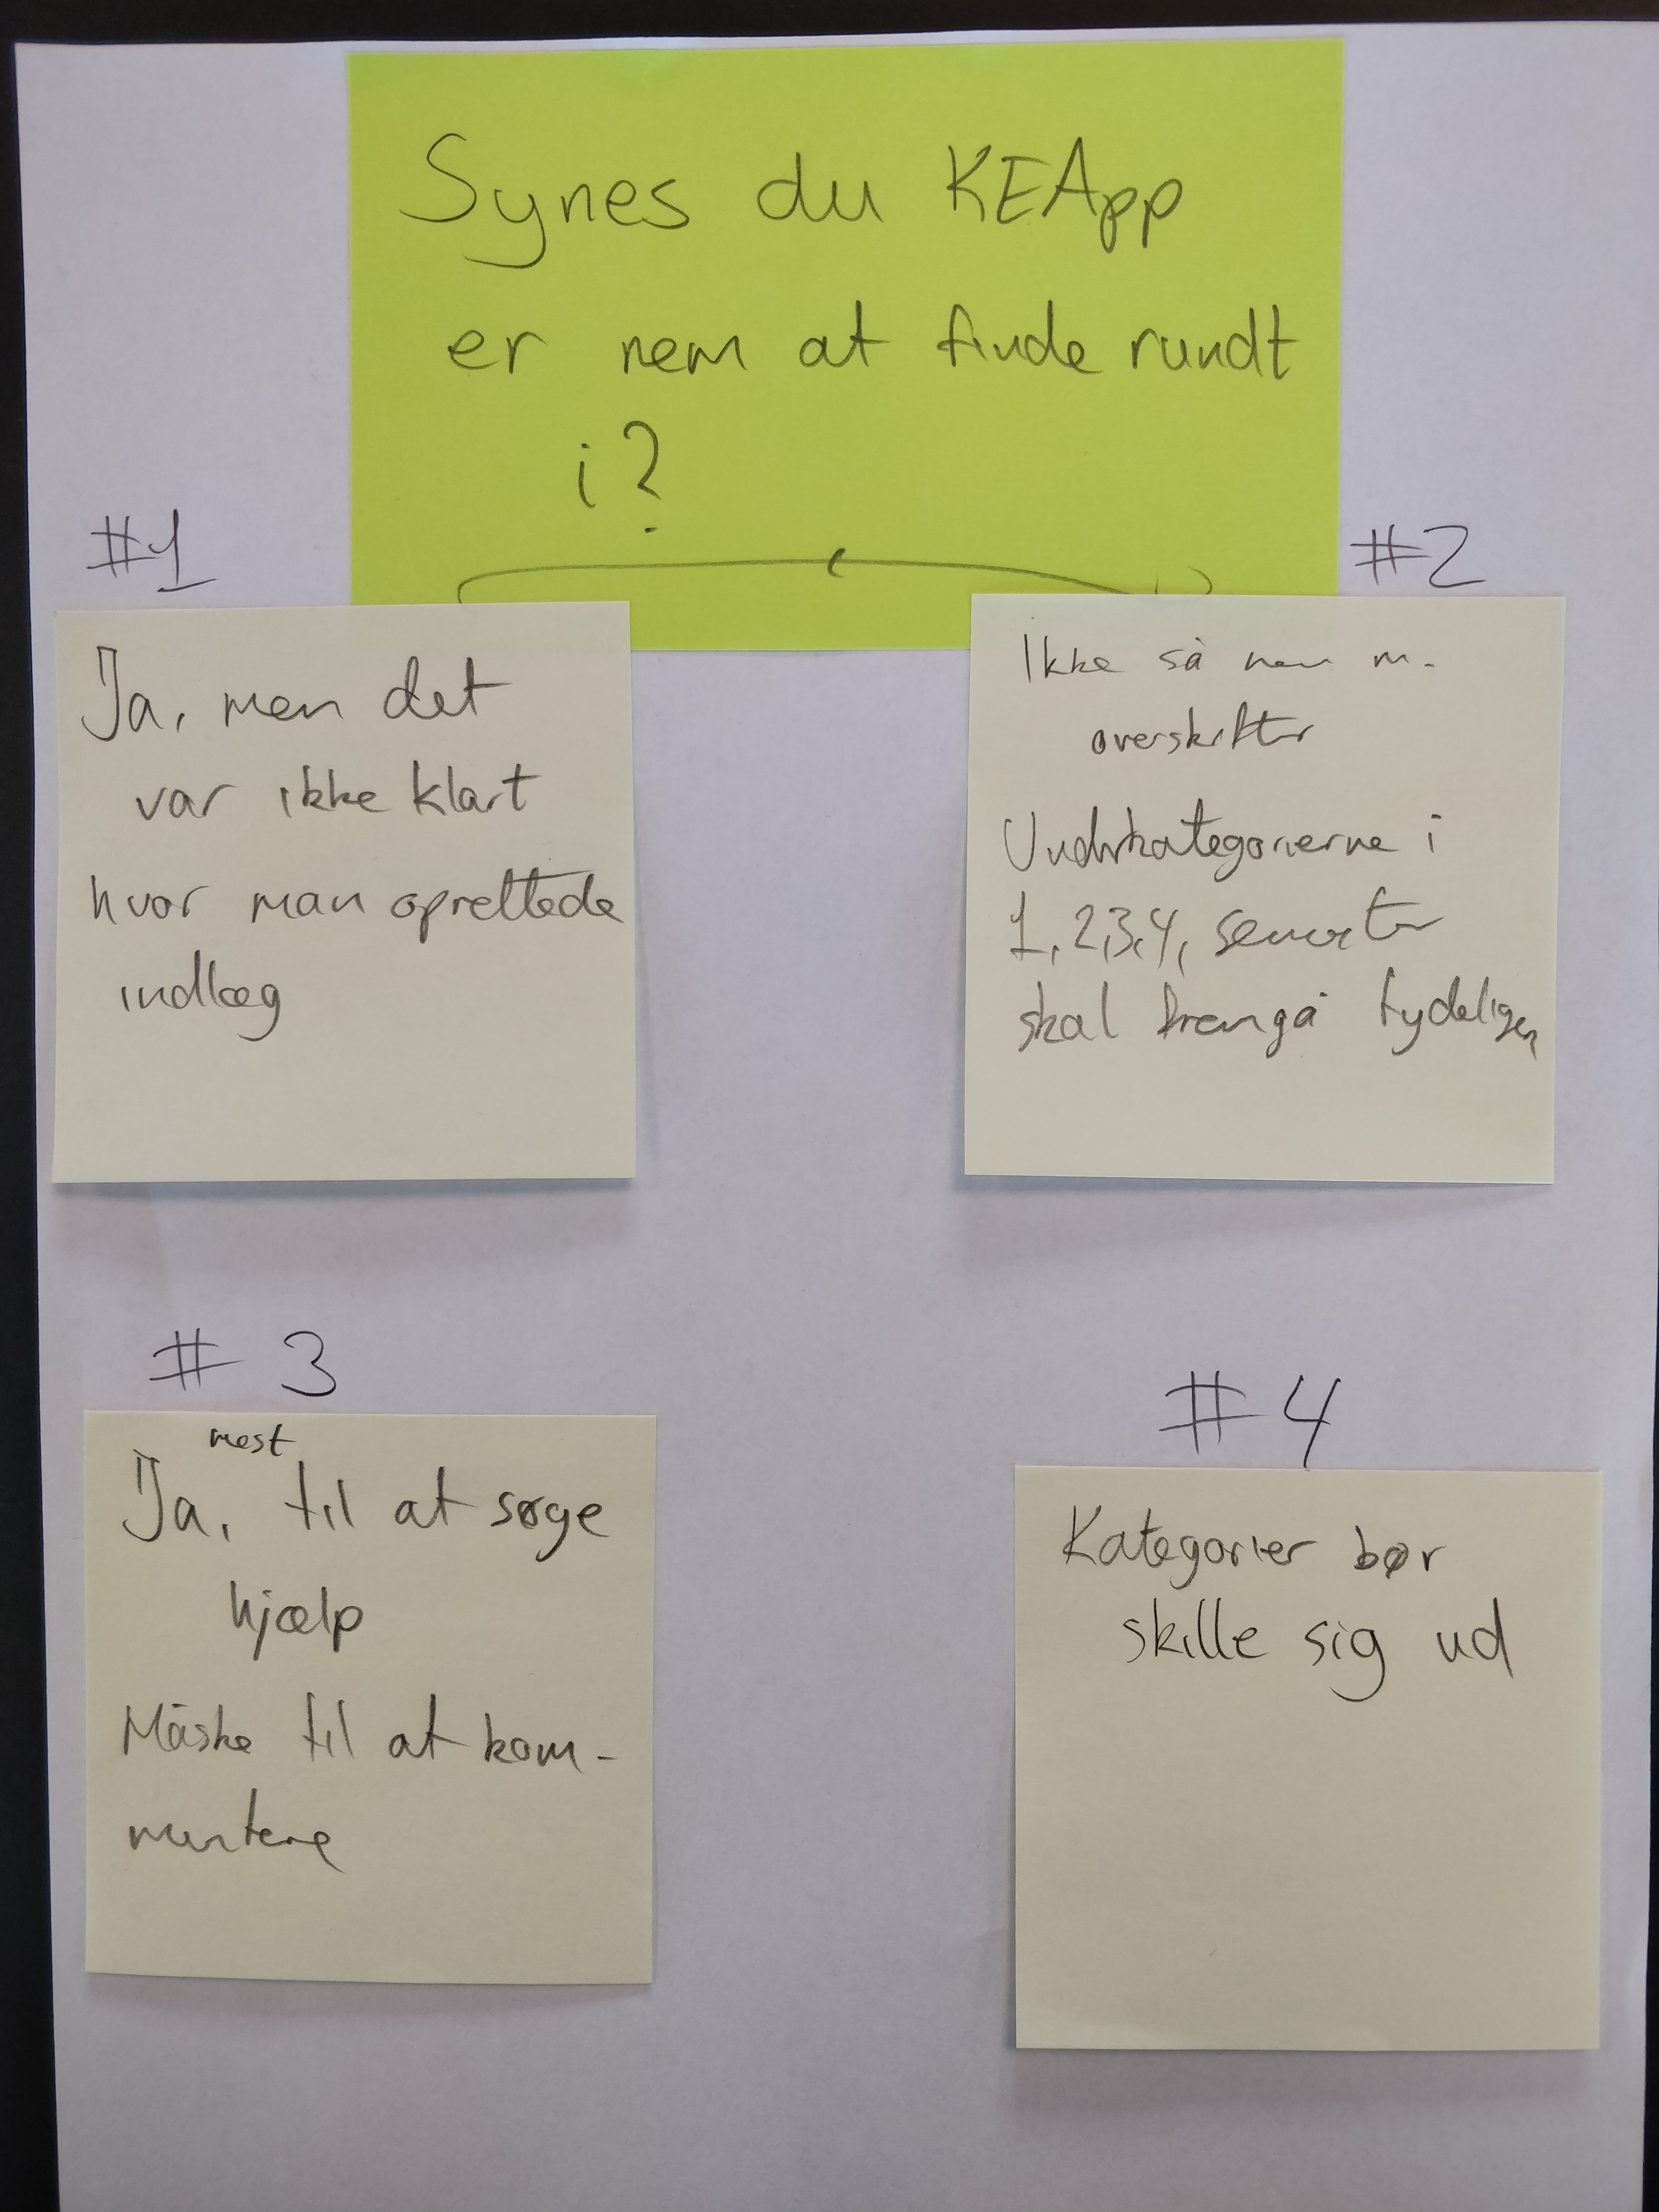 Synes du KEApp
er nem at finde rundt
i?
#1
Ja, men det
var ikke klart
hvor man oprettede
indlæg
#2
Ikke så nem m.
overskrifter
Underkategorierne i
1,2,3,4, semester
skal fremgå tydeligere
# 3
mest
Ja, til at søge
hjælp
Måske til at kom-
mentere
#4
Kategorier bør
skille sig ud